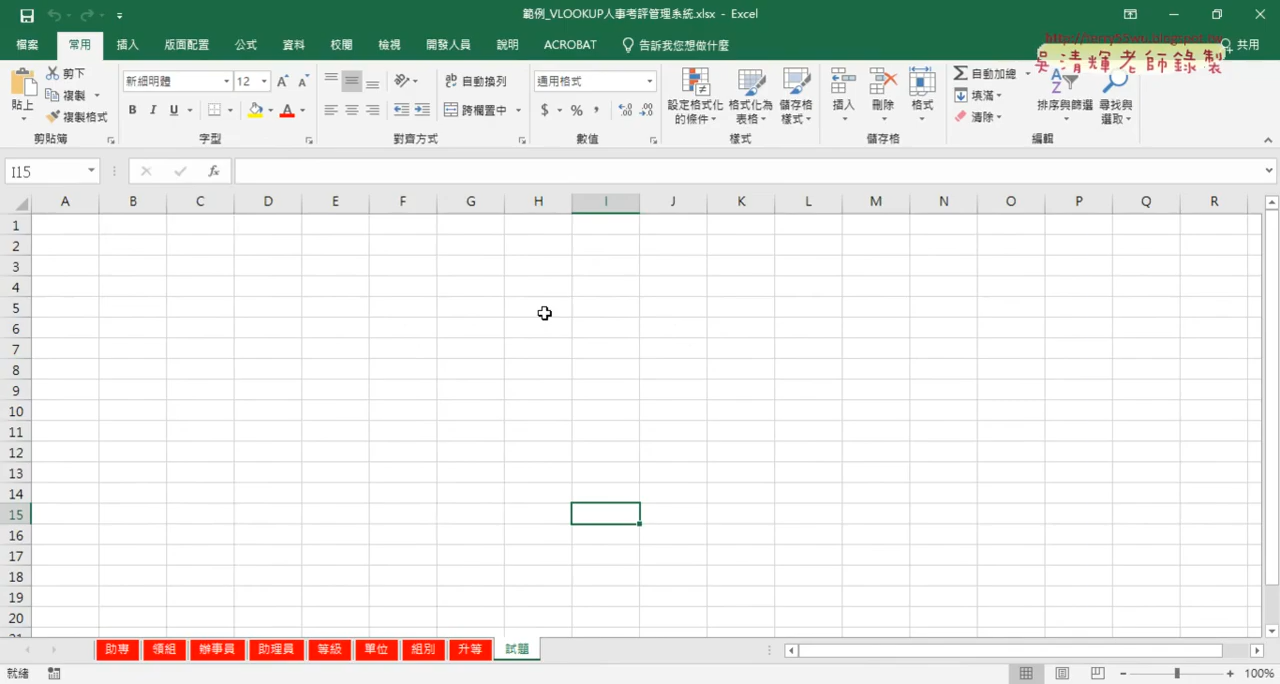 範例_VLOOKUP人事考評管理系統.xlsx - Excel
檔案 常用 插入 版面配置 公式 資料 校閱 檢視 開發人員 說明 ACROBAT 告訴我您想做什麼 共用
吳清輝老師錄製
剪下 新細明體 12 自動換列 通用格式 自動加總
貼上 複製 設定格式化的條件 格式化為表格 儲存格樣式 插入 刪除 格式 填滿 排序與篩選 尋找與選取
複製格式 B I U 跨欄置中 $ % 清除
剪貼簿 字型 對齊方式 數值 樣式 儲存格 編輯
I15 fx
A B C D E F G H I J K L M N O P Q R
1
2
3
4
5
6
7
8
9
10
11
12
13
14
15
16
17
18
19
20
助專 領組 辦事員 助理員 等級 單位 組別 升等 試題
就緒 100%